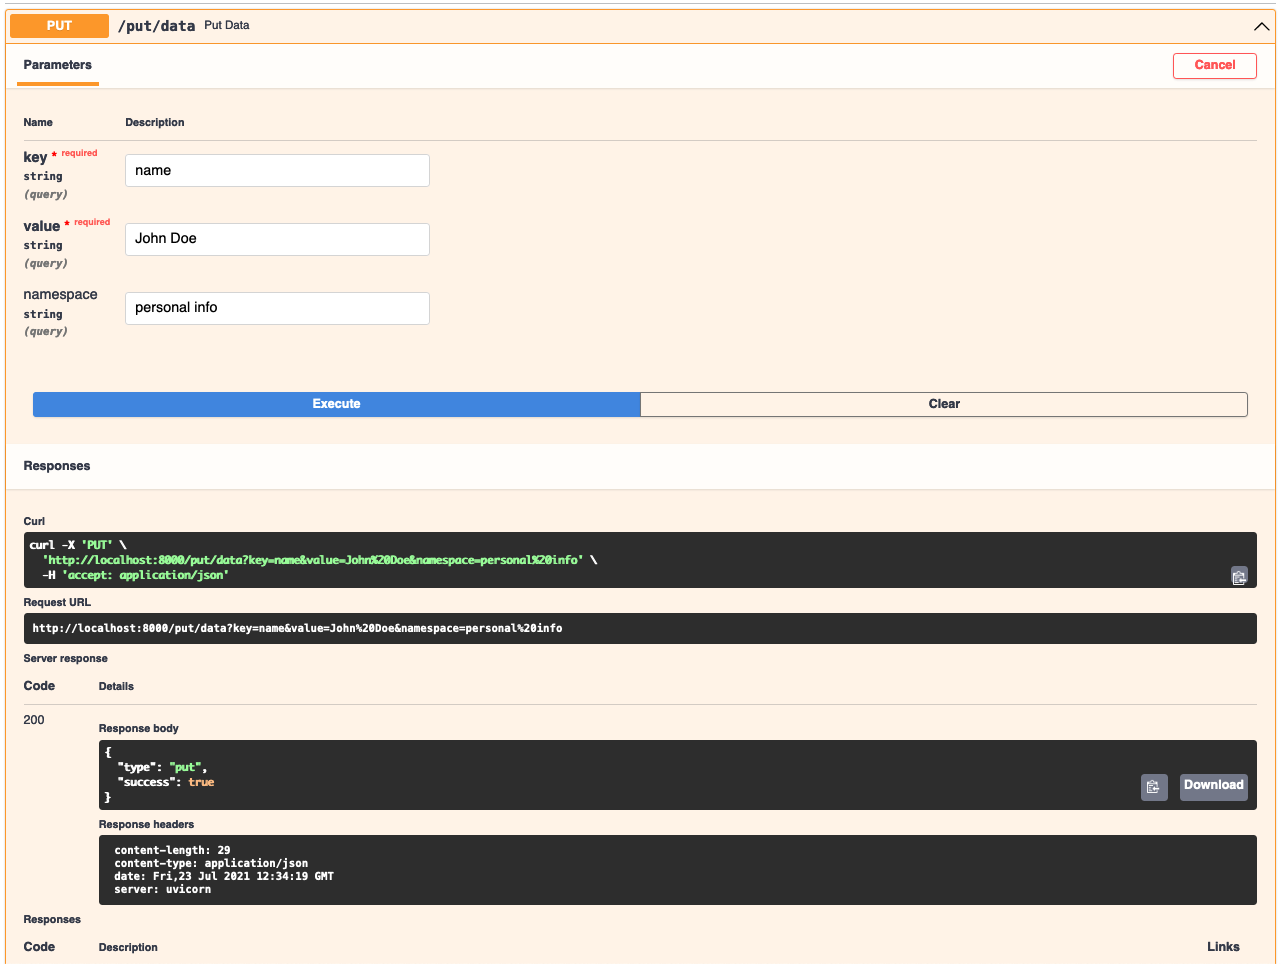 PUT /put/data Put Data
Parameters
Cancel
Name Description
key * required
string
(query)
name
value * required
string
(query)
John Doe
namespace
string
(query)
personal info
Execute
Clear
Responses
Curl
curl -X 'PUT' \
'http://localhost:8000/put/data?key=name&value=John%20Doe&namespace=personal%20info' \
-H 'accept: application/json'
Request URL
http://localhost:8000/put/data?key=name&value=John%20Doe&namespace=personal%20info
Server response
Code Details
200
Response body
{
"type": "put",
"success": true
}
Download
Response headers
content-length: 29
content-type: application/json
date: Fri,23 Jul 2021 12:34:19 GMT
server: uvicorn
Responses
Code Description Links